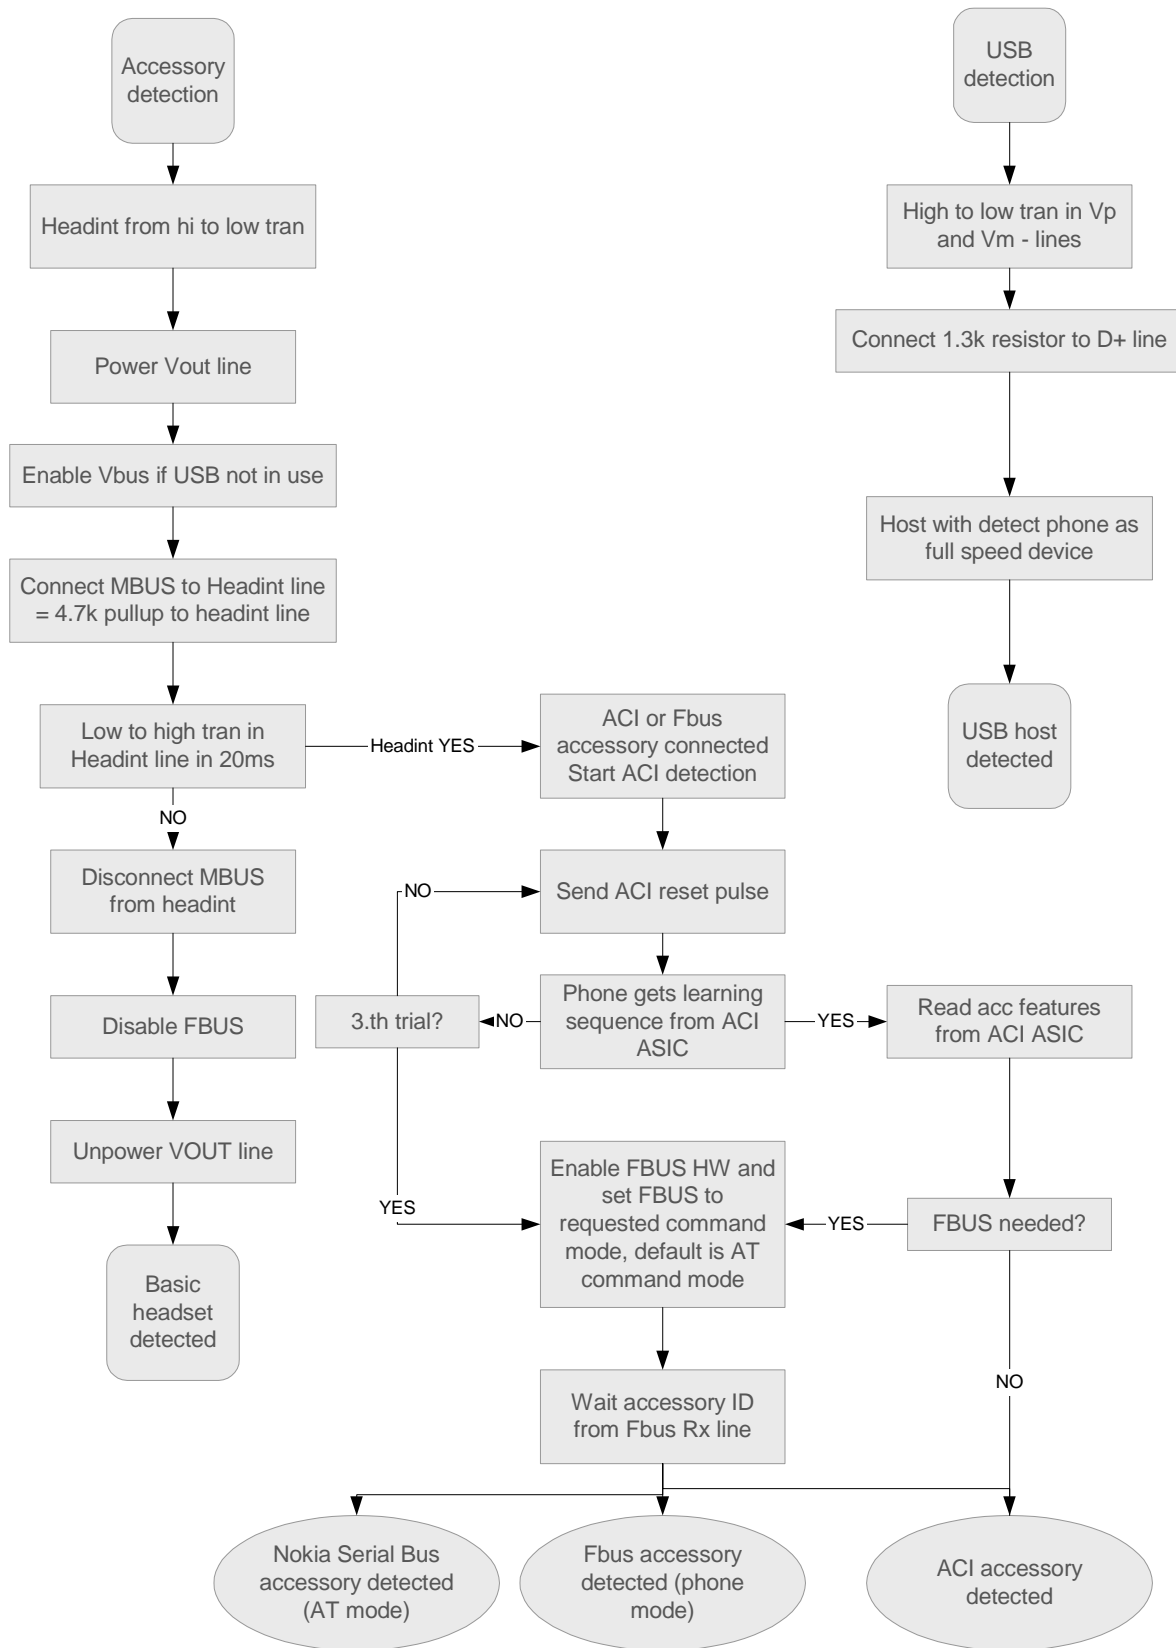 Accessory
detection
USB
detection
Headint from hi to low tran
High to low tran in Vp
and Vm - lines
Power Vout line
Connect 1.3k resistor to D+ line
Enable Vbus if USB not in use
Host with detect phone as
full speed device
Connect MBUS to Headint line
= 4.7k pullup to headint line
Low to high tran in
Headint line in 20ms
Headint YES
ACI or Fbus
accessory connected
Start ACI detection
USB host
detected
NO
Disconnect MBUS
from headint
NO
Send ACI reset pulse
Disable FBUS
3.th trial?
NO
Phone gets learning
sequence from ACI
ASIC
YES
Read acc features
from ACI ASIC
Unpower VOUT line
YES
Enable FBUS HW and
set FBUS to
requested command
mode, default is AT
command mode
YES
FBUS needed?
Basic
headset
detected
NO
Wait accessory ID
from Fbus Rx line
Nokia Serial Bus
accessory detected
(AT mode)
Fbus accessory
detected (phone
mode)
ACI accessory
detected